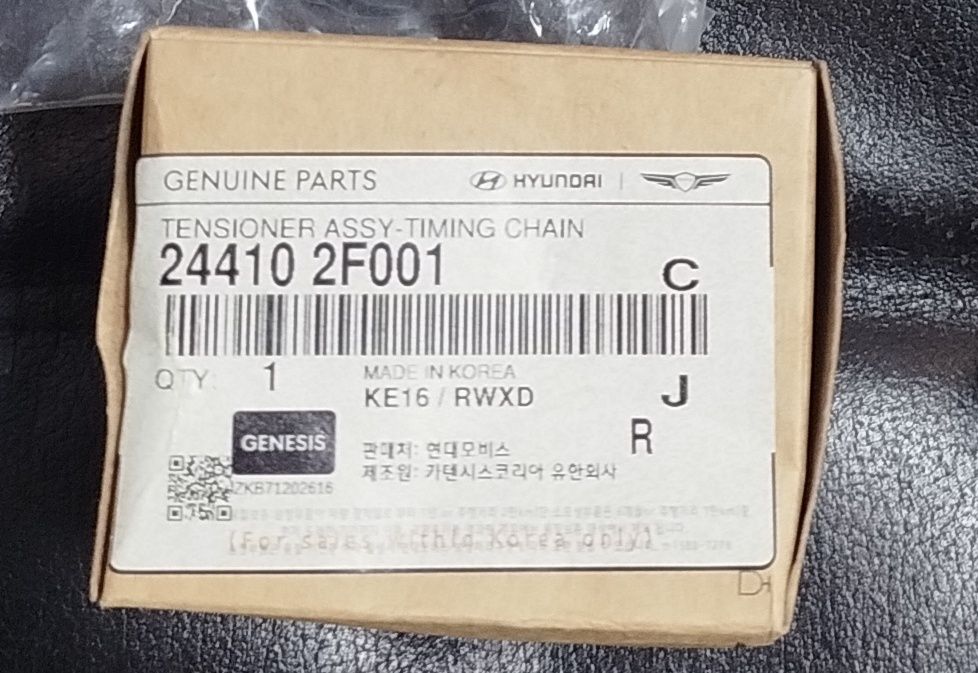 GENUINE PARTS HYUNDAI |
TENSIONER ASSY-TIMING CHAIN
24410 2F001 C
QTY: 1 MADE IN KOREA
KE16 / RWXD J
R
GENESIS
판매처: 현대모비스
제조원: 카텐시스코리아 유한회사
ZKB71202616
(For sales within Korea only)